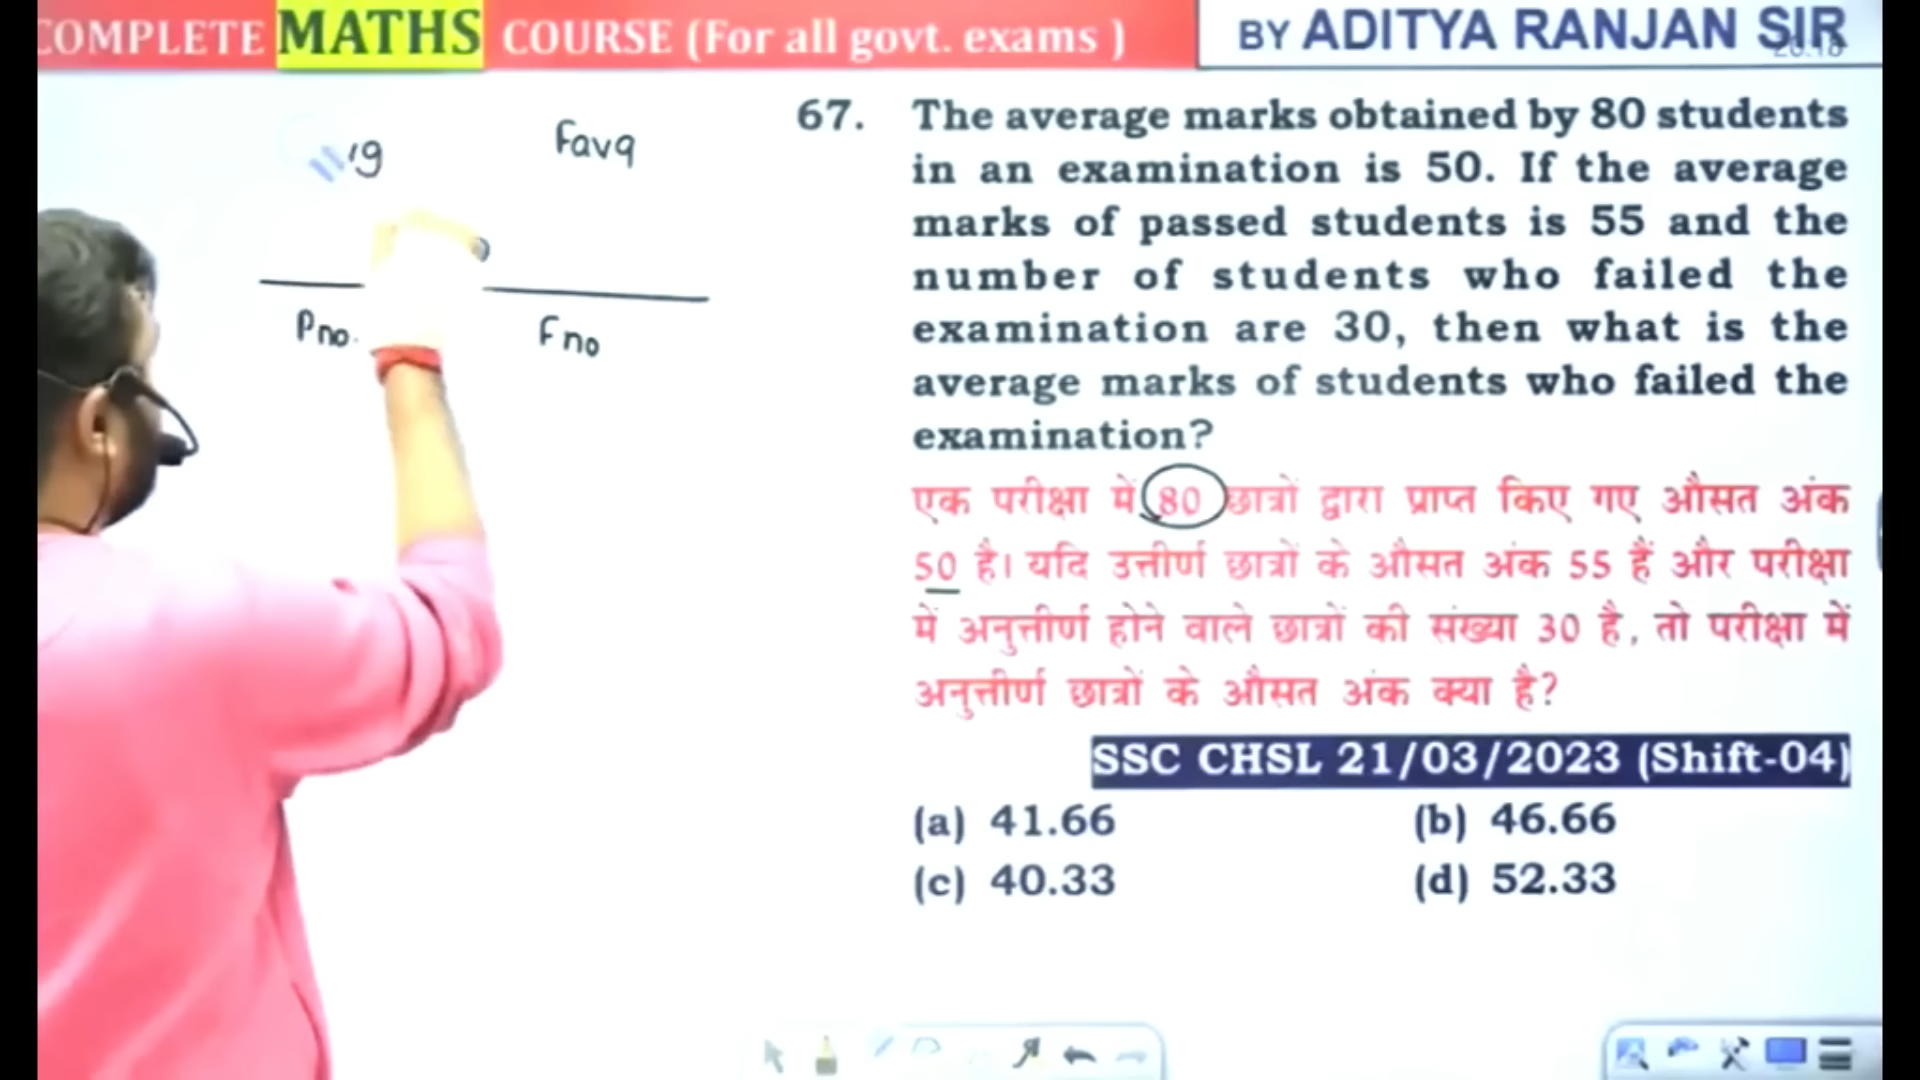 COMPLETE MATHS COURSE (For all govt. exams )
BY ADITYA RANJAN SIR
Favg
Pno.
Fno
67. The average marks obtained by 80 students
in an examination is 50. If the average
marks of passed students is 55 and the
number of students who failed the
examination are 30, then what is the
average marks of students who failed the
examination?
एक परीक्षा में 80 छात्रों द्वारा प्राप्त किए गए औसत अंक
50 है। यदि उत्तीर्ण छात्रों के औसत अंक 55 हैं और परीक्षा
में अनुत्तीर्ण होने वाले छात्रों की संख्या 30 है, तो परीक्षा में
अनुत्तीर्ण छात्रों के औसत अंक क्या है?
SSC CHSL 21/03/2023 (Shift-04)
(a) 41.66 (b) 46.66
(c) 40.33 (d) 52.33